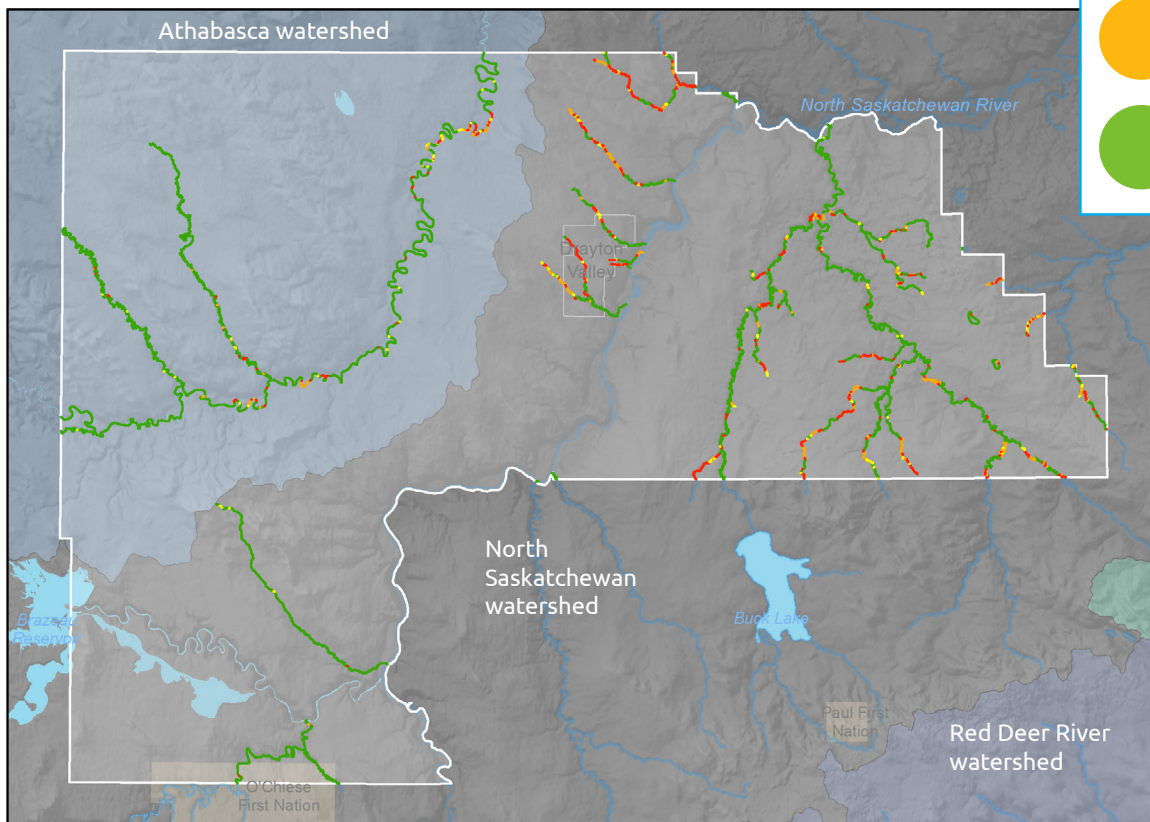 Athabasca watershed
North Saskatchewan River
Drayton
Valley
North
Saskatchewan
watershed
Brazeau
Reservoir
Buck Lake
Paul First
Nation
Red Deer River
watershed
O'Chiese
First Nation